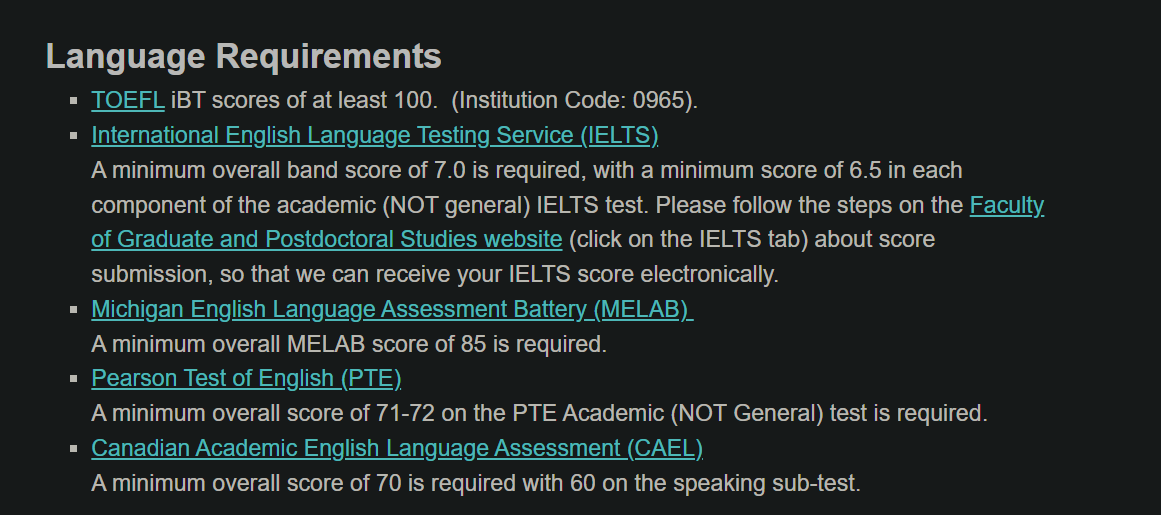 Language Requirements
TOEFL iBT scores of at least 100.  (Institution Code: 0965).
International English Language Testing Service (IELTS)
A minimum overall band score of 7.0 is required, with a minimum score of 6.5 in each
component of the academic (NOT general) IELTS test. Please follow the steps on the Faculty
of Graduate and Postdoctoral Studies website (click on the IELTS tab) about score
submission, so that we can receive your IELTS score electronically.
Michigan English Language Assessment Battery (MELAB)
A minimum overall MELAB score of 85 is required.
Pearson Test of English (PTE)
A minimum overall score of 71-72 on the PTE Academic (NOT General) test is required.
Canadian Academic English Language Assessment (CAEL)
A minimum overall score of 70 is required with 60 on the speaking sub-test.